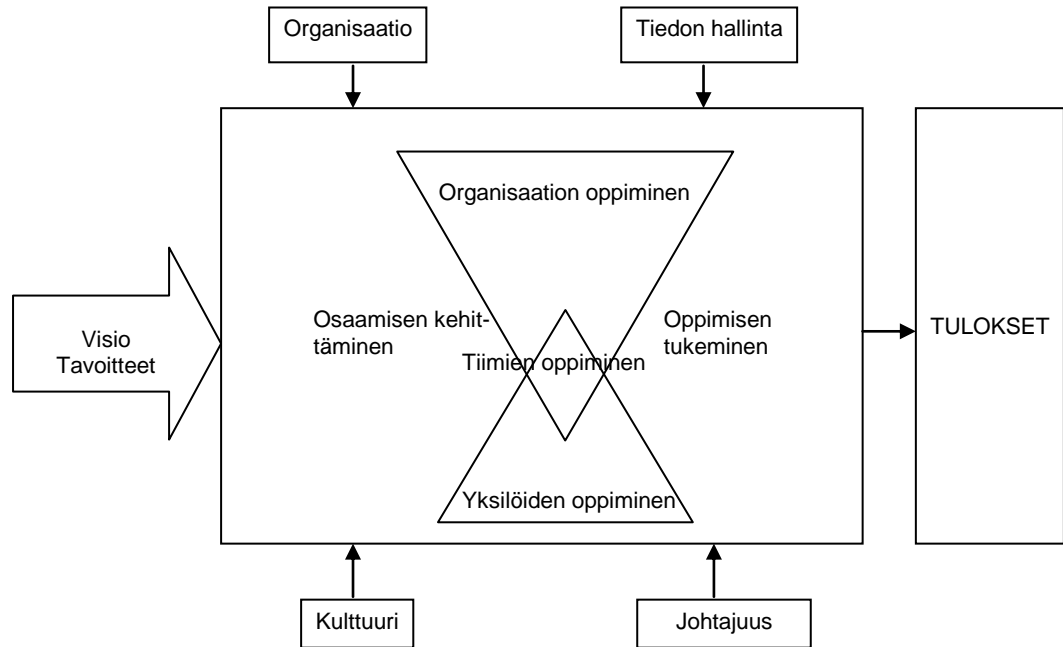 Organisaatio
Tiedon hallinta
Organisaation oppiminen
Visio
Tavoitteet
Osaamisen kehit-
täminen
Tiimien oppiminen
Oppimisen
tukeminen
TULOKSET
Yksilöiden oppiminen
Kulttuuri
Johtajuus